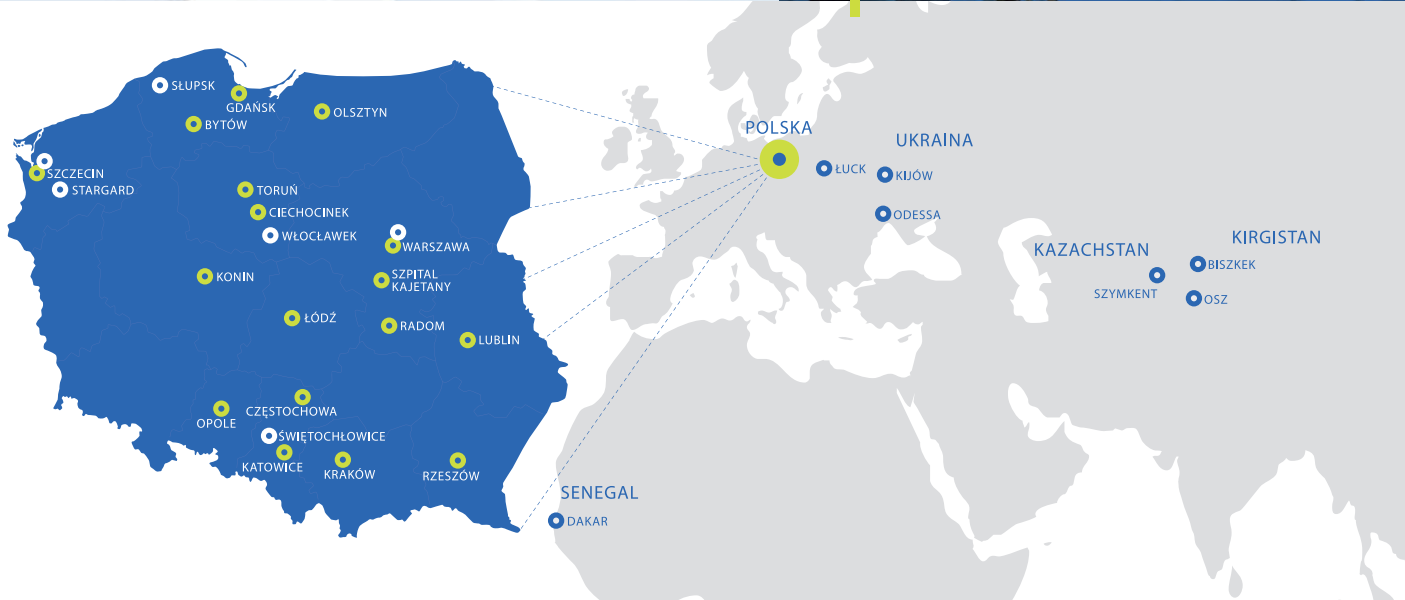 SŁUPSK
GDAŃSK
BYTÓW
OLSZTYN
SZCZECIN
STARGARD
TORUŃ
CIECHOCINEK
WŁOCŁAWEK
WARSZAWA
KONIN
SZPITAL
KAJETANY
ŁÓDŹ
RADOM
LUBLIN
CZĘSTOCHOWA
OPOLE
ŚWIĘTOCHŁOWICE
KATOWICE
KRAKÓW
RZESZÓW
POLSKA
UKRAINA
ŁUCK
KIJÓW
ODESSA
KAZACHSTAN
SZYMKENT
KIRGISTAN
BISZKEK
OSZ
SENEGAL
DAKAR